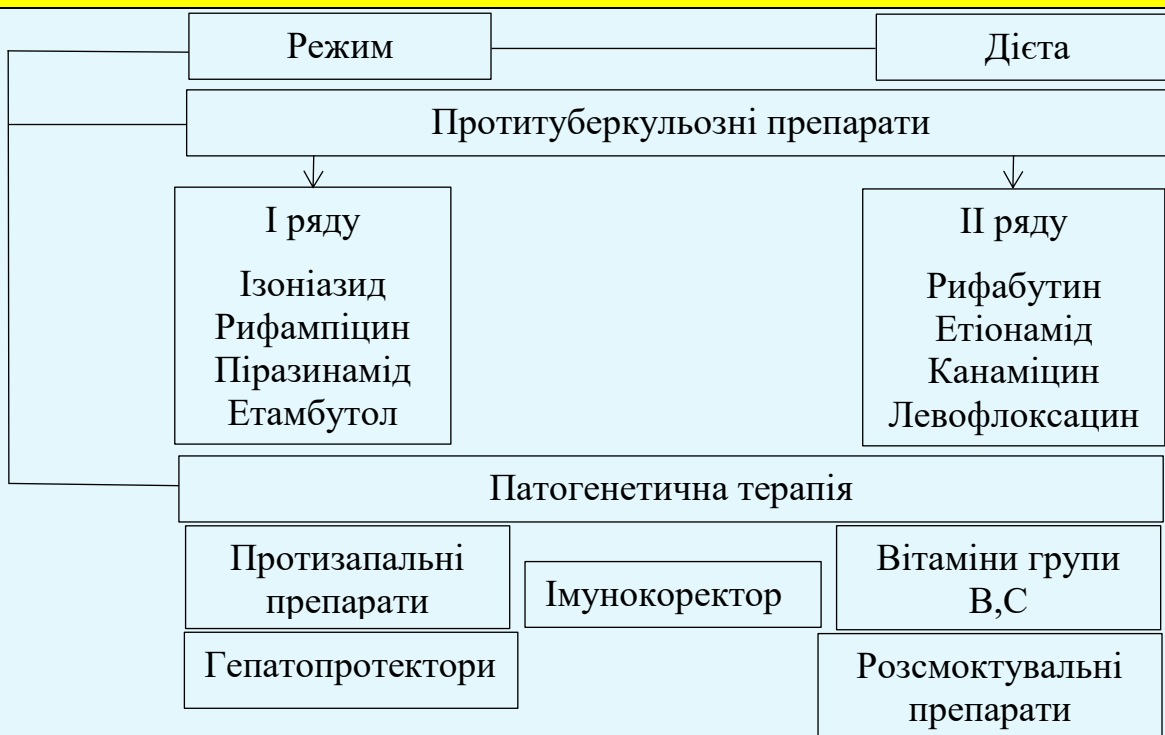 Режим
Дієта
Протитуберкульозні препарати
I ряду
Ізоніазид
Рифампіцин
Піразинамід
Етамбутол
II ряду
Рифабутин
Етіонамід
Канаміцин
Левофлоксацин
Патогенетична терапія
Протизапальні
препарати
Імунокоректор
Вітаміни групи
В,С
Гепатопротектори
Розсмоктувальні
препарати